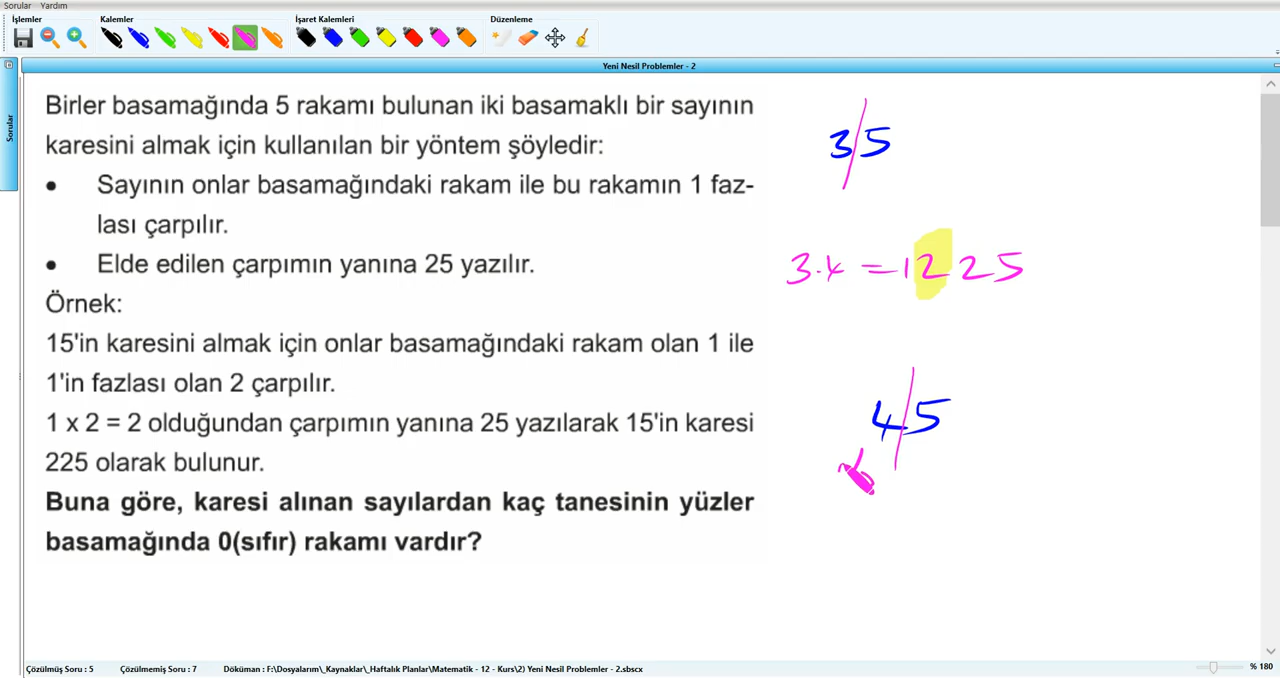 Sorular Yardım
İşlemler Kalemler İşaret Kalemleri Düzenleme
Yeni Nesil Problemler - 2
Sorular
Birler basamağında 5 rakamı bulunan iki basamaklı bir sayının
karesini almak için kullanılan bir yöntem şöyledir:
• Sayının onlar basamağındaki rakam ile bu rakamın 1 faz-
lası çarpılır.
• Elde edilen çarpımın yanına 25 yazılır.
Örnek:
15'in karesini almak için onlar basamağındaki rakam olan 1 ile
1'in fazlası olan 2 çarpılır.
1 x 2 = 2 olduğundan çarpımın yanına 25 yazılarak 15'in karesi
225 olarak bulunur.
Buna göre, karesi alınan sayılardan kaç tanesinin yüzler
basamağında 0(sıfır) rakamı vardır?
3/5
3.4 = 1225
4/5
Çözülmüş Soru : 5 Çözülmemiş Soru : 7 Döküman : F:\Dosyalarım\_Kaynaklar\_Haftalık Planlar\Matematik - 12 - Kurs\2) Yeni Nesil Problemler - 2.sbscx % 180